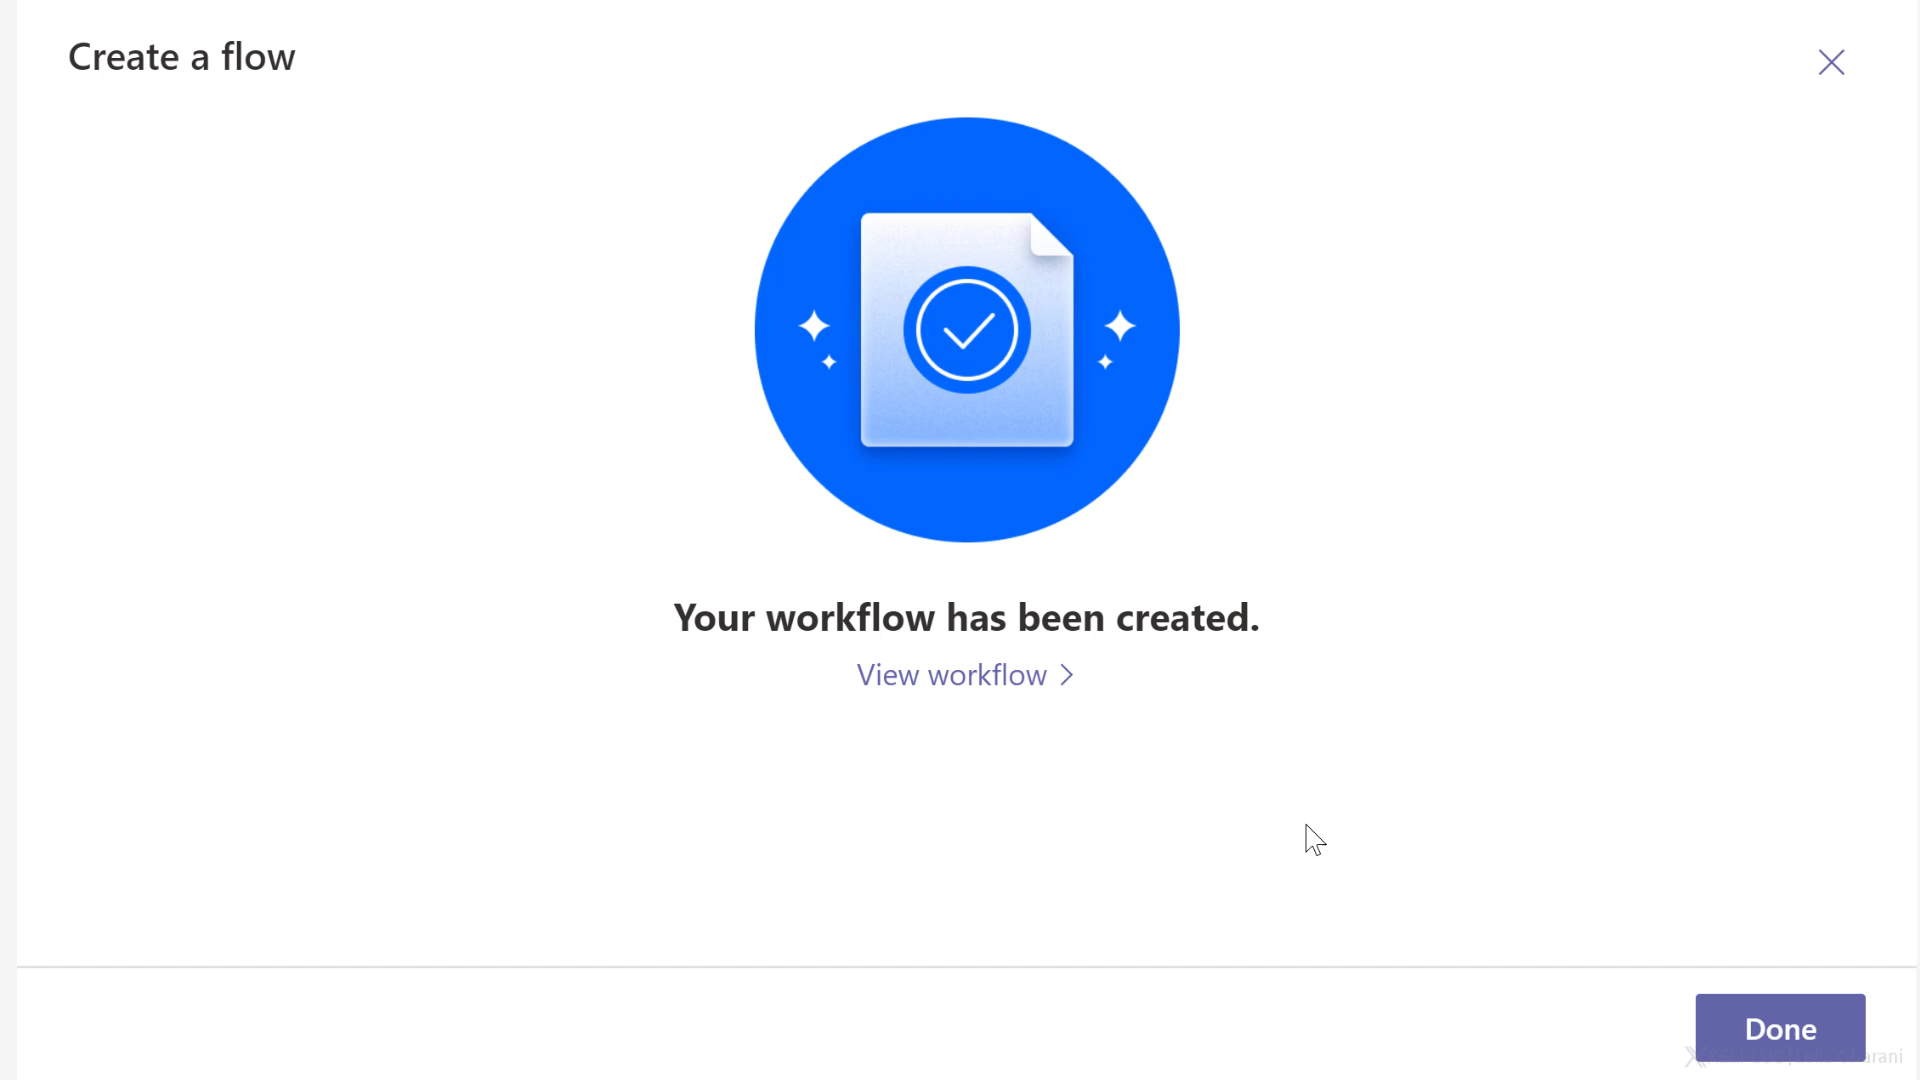 Create a flow
Your workflow has been created.
View workflow
Done